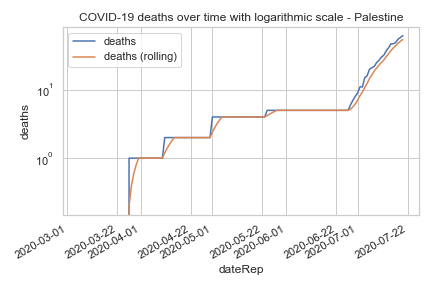 COVID-19 deaths over time with logarithmic scale - Palestine
deaths
deaths (rolling)
10¹
10⁰
deaths
2020-03-01
2020-03-22
2020-04-01
2020-04-22
2020-05-01
2020-05-22
2020-06-01
2020-06-22
2020-07-01
2020-07-22
dateRep